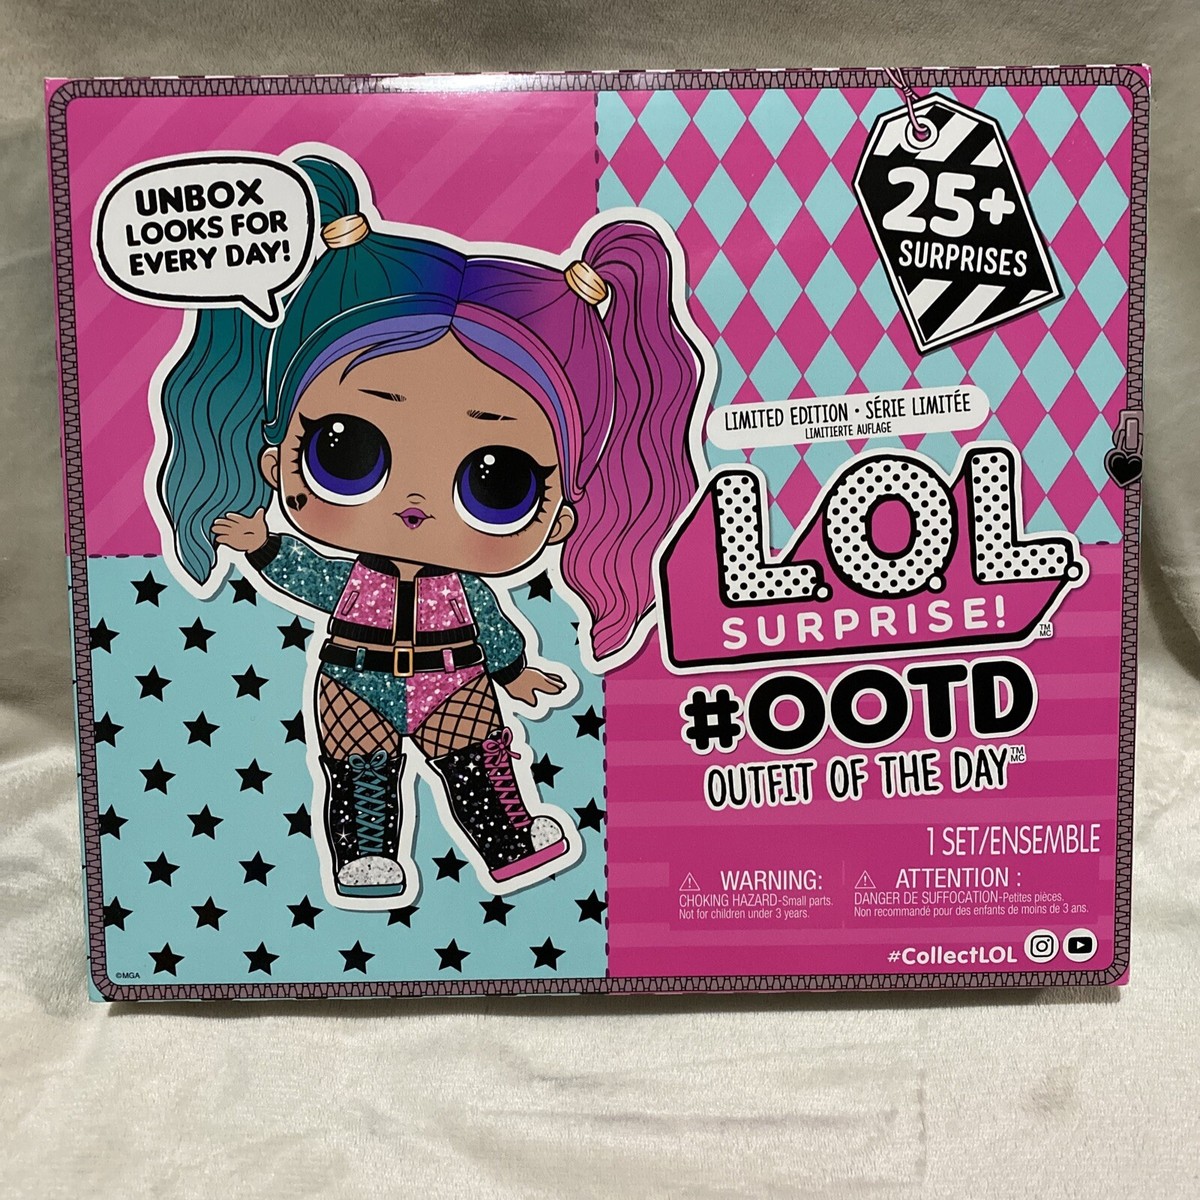 UNBOX
LOOKS FOR
EVERY DAY!
25+
SURPRISES
LIMITED EDITION • SÉRIE LIMITÉE
LIMITIERTE AUFLAGE
L.O.L.
SURPRISE!
TM
MC
#OOTD
OUTFIT OF THE DAY
TM
MC
1 SET/ENSEMBLE
WARNING:
CHOKING HAZARD-Small parts.
Not for children under 3 years.
ATTENTION :
DANGER DE SUFFOCATION-Petites pièces.
Non recommandé pour des enfants de moins de 3 ans.
#CollectLOL
©MGA